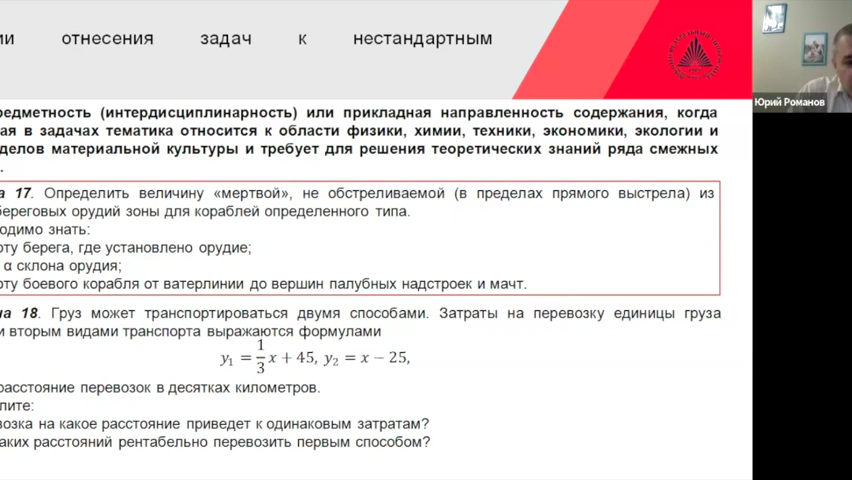 ии отнесения задач к нестандартным
Юрий Романов
редметность (интердисциплинарность) или прикладная направленность содержания, когда
ая в задачах тематика относится к области физики, химии, техники, экономики, экологии и
делов материальной культуры и требует для решения теоретических знаний ряда смежных
.
а 17. Определить величину «мертвой», не обстреливаемой (в пределах прямого выстрела) из
береговых орудий зоны для кораблей определенного типа.
одимо знать:
оту берега, где установлено орудие;
α склона орудия;
оту боевого корабля от ватерлинии до вершин палубных надстроек и мачт.
ча 18. Груз может транспортироваться двумя способами. Затраты на перевозку единицы груза
и вторым видами транспорта выражаются формулами
y₁ = 1/3 x + 45, y₂ = x − 25,
расстояние перевозок в десятках километров.
лите:
возка на какое расстояние приведет к одинаковым затратам?
аких расстояний рентабельно перевозить первым способом?